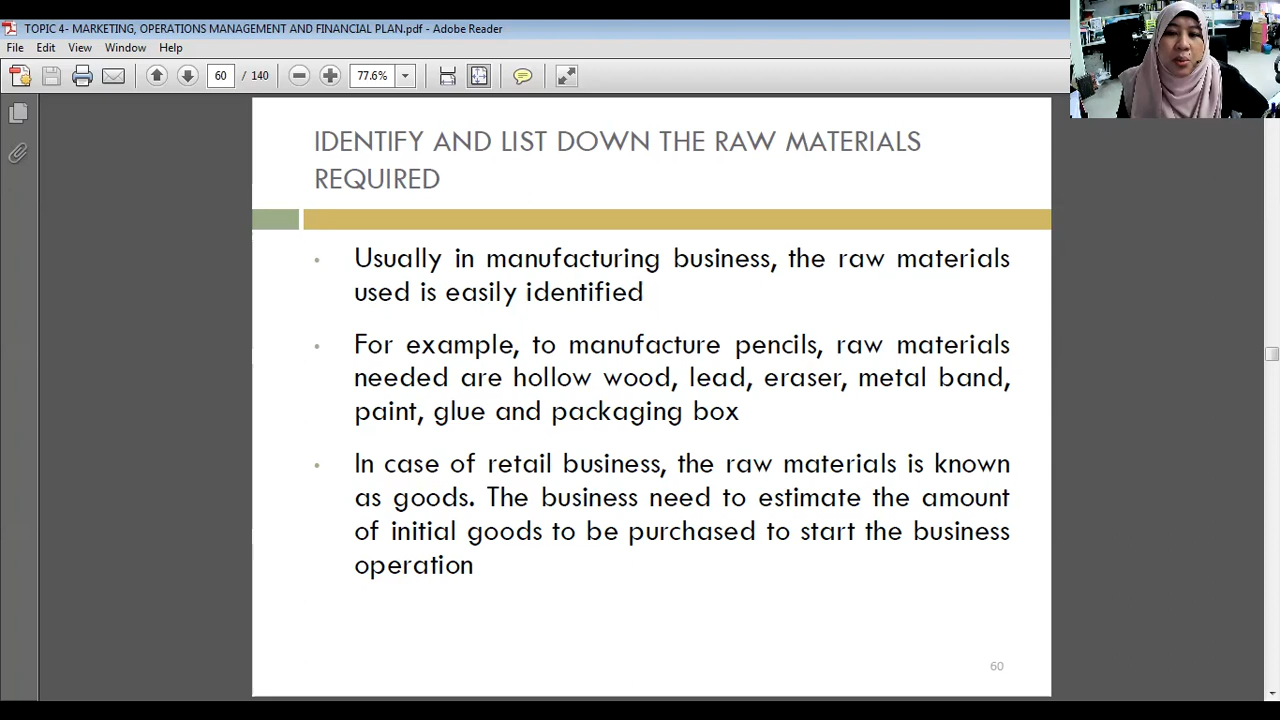 TOPIC 4- MARKETING, OPERATIONS MANAGEMENT AND FINANCIAL PLAN.pdf - Adobe Reader
File Edit View Window Help
60 / 140 77.6%
IDENTIFY AND LIST DOWN THE RAW MATERIALS
REQUIRED
• Usually in manufacturing business, the raw materials
used is easily identified
• For example, to manufacture pencils, raw materials
needed are hollow wood, lead, eraser, metal band,
paint, glue and packaging box
• In case of retail business, the raw materials is known
as goods. The business need to estimate the amount
of initial goods to be purchased to start the business
operation
60